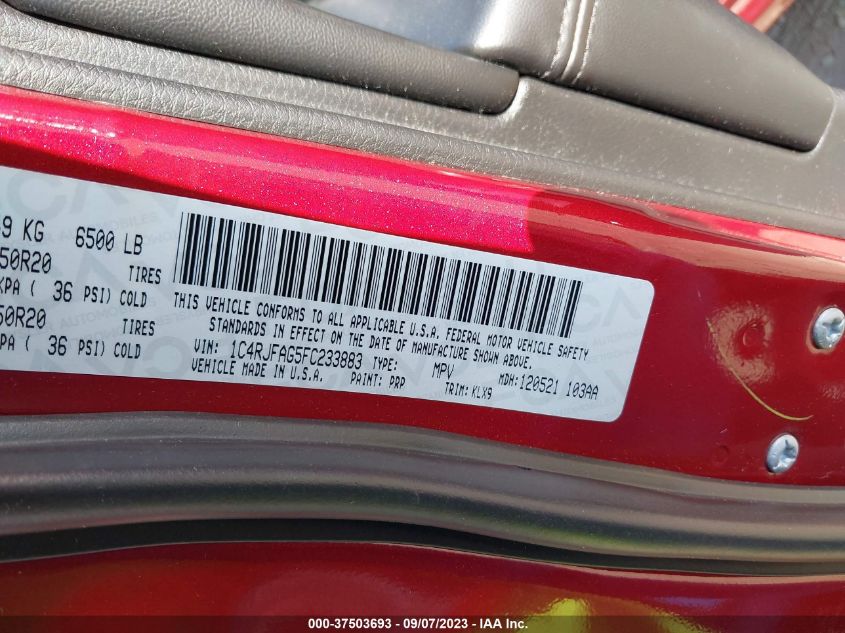 49 KG 6500 LB
50R20 TIRES
KPA ( 36 PSI) COLD
50R20 TIRES
KPA ( 36 PSI) COLD
THIS VEHICLE CONFORMS TO ALL APPLICABLE U.S.A. FEDERAL MOTOR VEHICLE SAFETY
STANDARDS IN EFFECT ON THE DATE OF MANUFACTURE SHOWN ABOVE.
VIN: 1C4RJFAG5FC233883 TYPE: MPV
VEHICLE MADE IN U.S.A. PAINT: PRP TRIM: KLX9 MDH: 120521 103AA
000-37503693 - 09/07/2023 - IAA Inc.